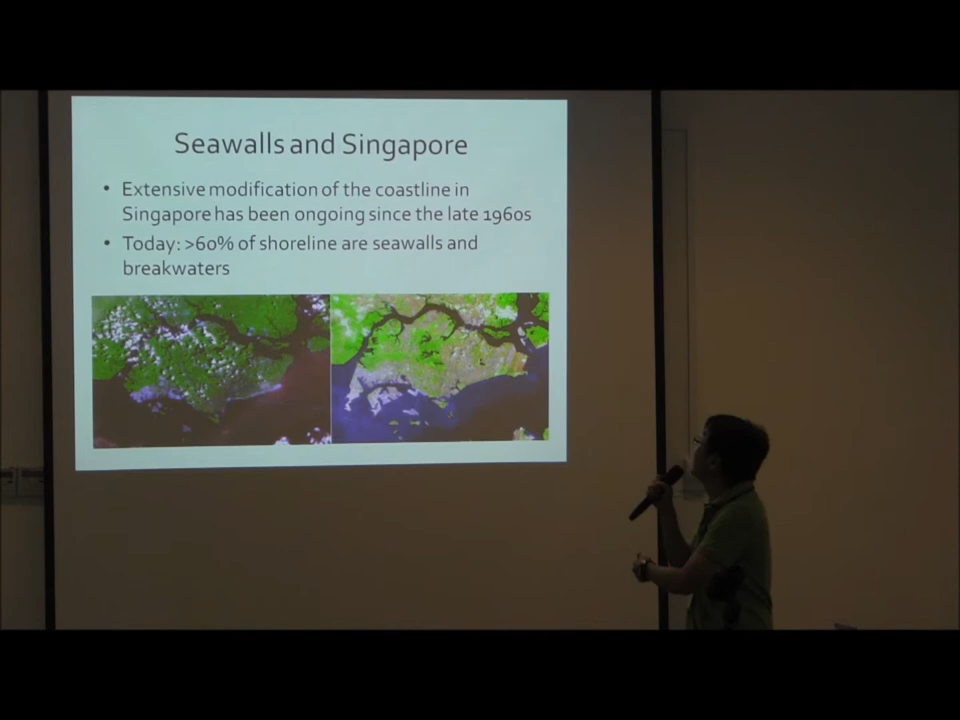 Seawalls and Singapore
• Extensive modification of the coastline in
Singapore has been ongoing since the late 1960s
• Today: >60% of shoreline are seawalls and
breakwaters